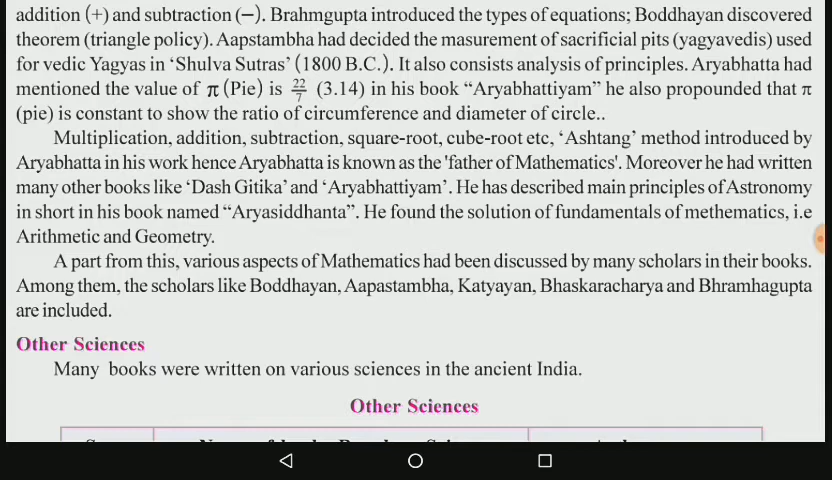 addition (+) and subtraction (−). Brahmgupta introduced the types of equations; Boddhayan discovered
theorem (triangle policy). Aapstambha had decided the masurement of sacrificial pits (yagyavedis) used
for vedic Yagyas in ‘Shulva Sutras’ (1800 B.C.). It also consists analysis of principles. Aryabhatta had
mentioned the value of π (Pie) is 22/7 (3.14) in his book “Aryabhattiyam” he also propounded that π
(pie) is constant to show the ratio of circumference and diameter of circle..
Multiplication, addition, subtraction, square-root, cube-root etc, ‘Ashtang’ method introduced by
Aryabhatta in his work hence Aryabhatta is known as the 'father of Mathematics'. Moreover he had written
many other books like ‘Dash Gitika’ and ‘Aryabhattiyam’. He has described main principles of Astronomy
in short in his book named “Aryasiddhanta”. He found the solution of fundamentals of methematics, i.e
Arithmetic and Geometry.
A part from this, various aspects of Mathematics had been discussed by many scholars in their books.
Among them, the scholars like Boddhayan, Aapastambha, Katyayan, Bhaskaracharya and Bhramhagupta
are included.
Other Sciences
Many books were written on various sciences in the ancient India.
Other Sciences